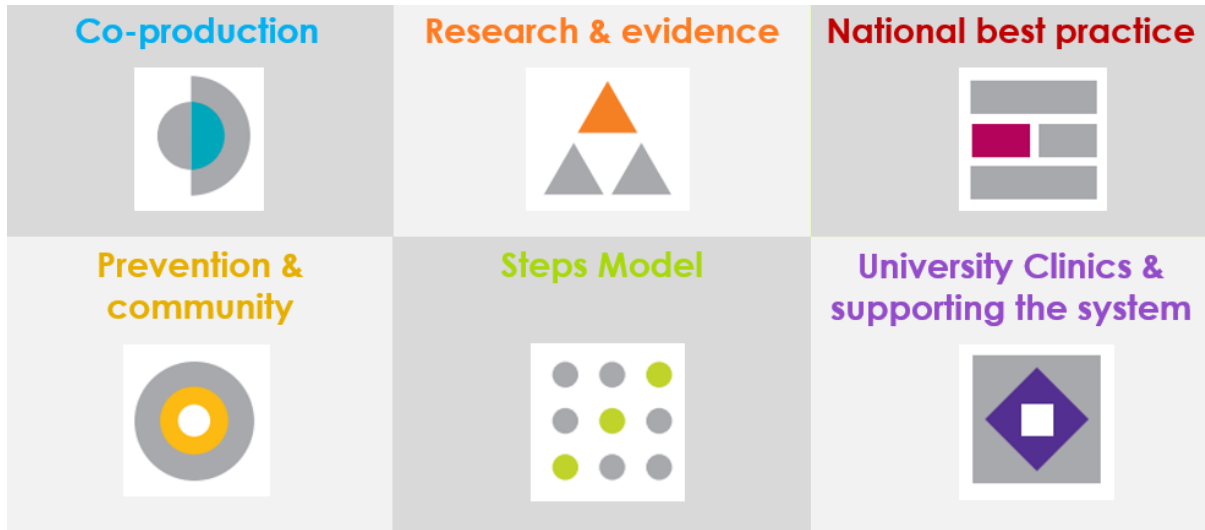 Co-production
Research & evidence
National best practice
Prevention &
community
Steps Model
University Clinics &
supporting the system